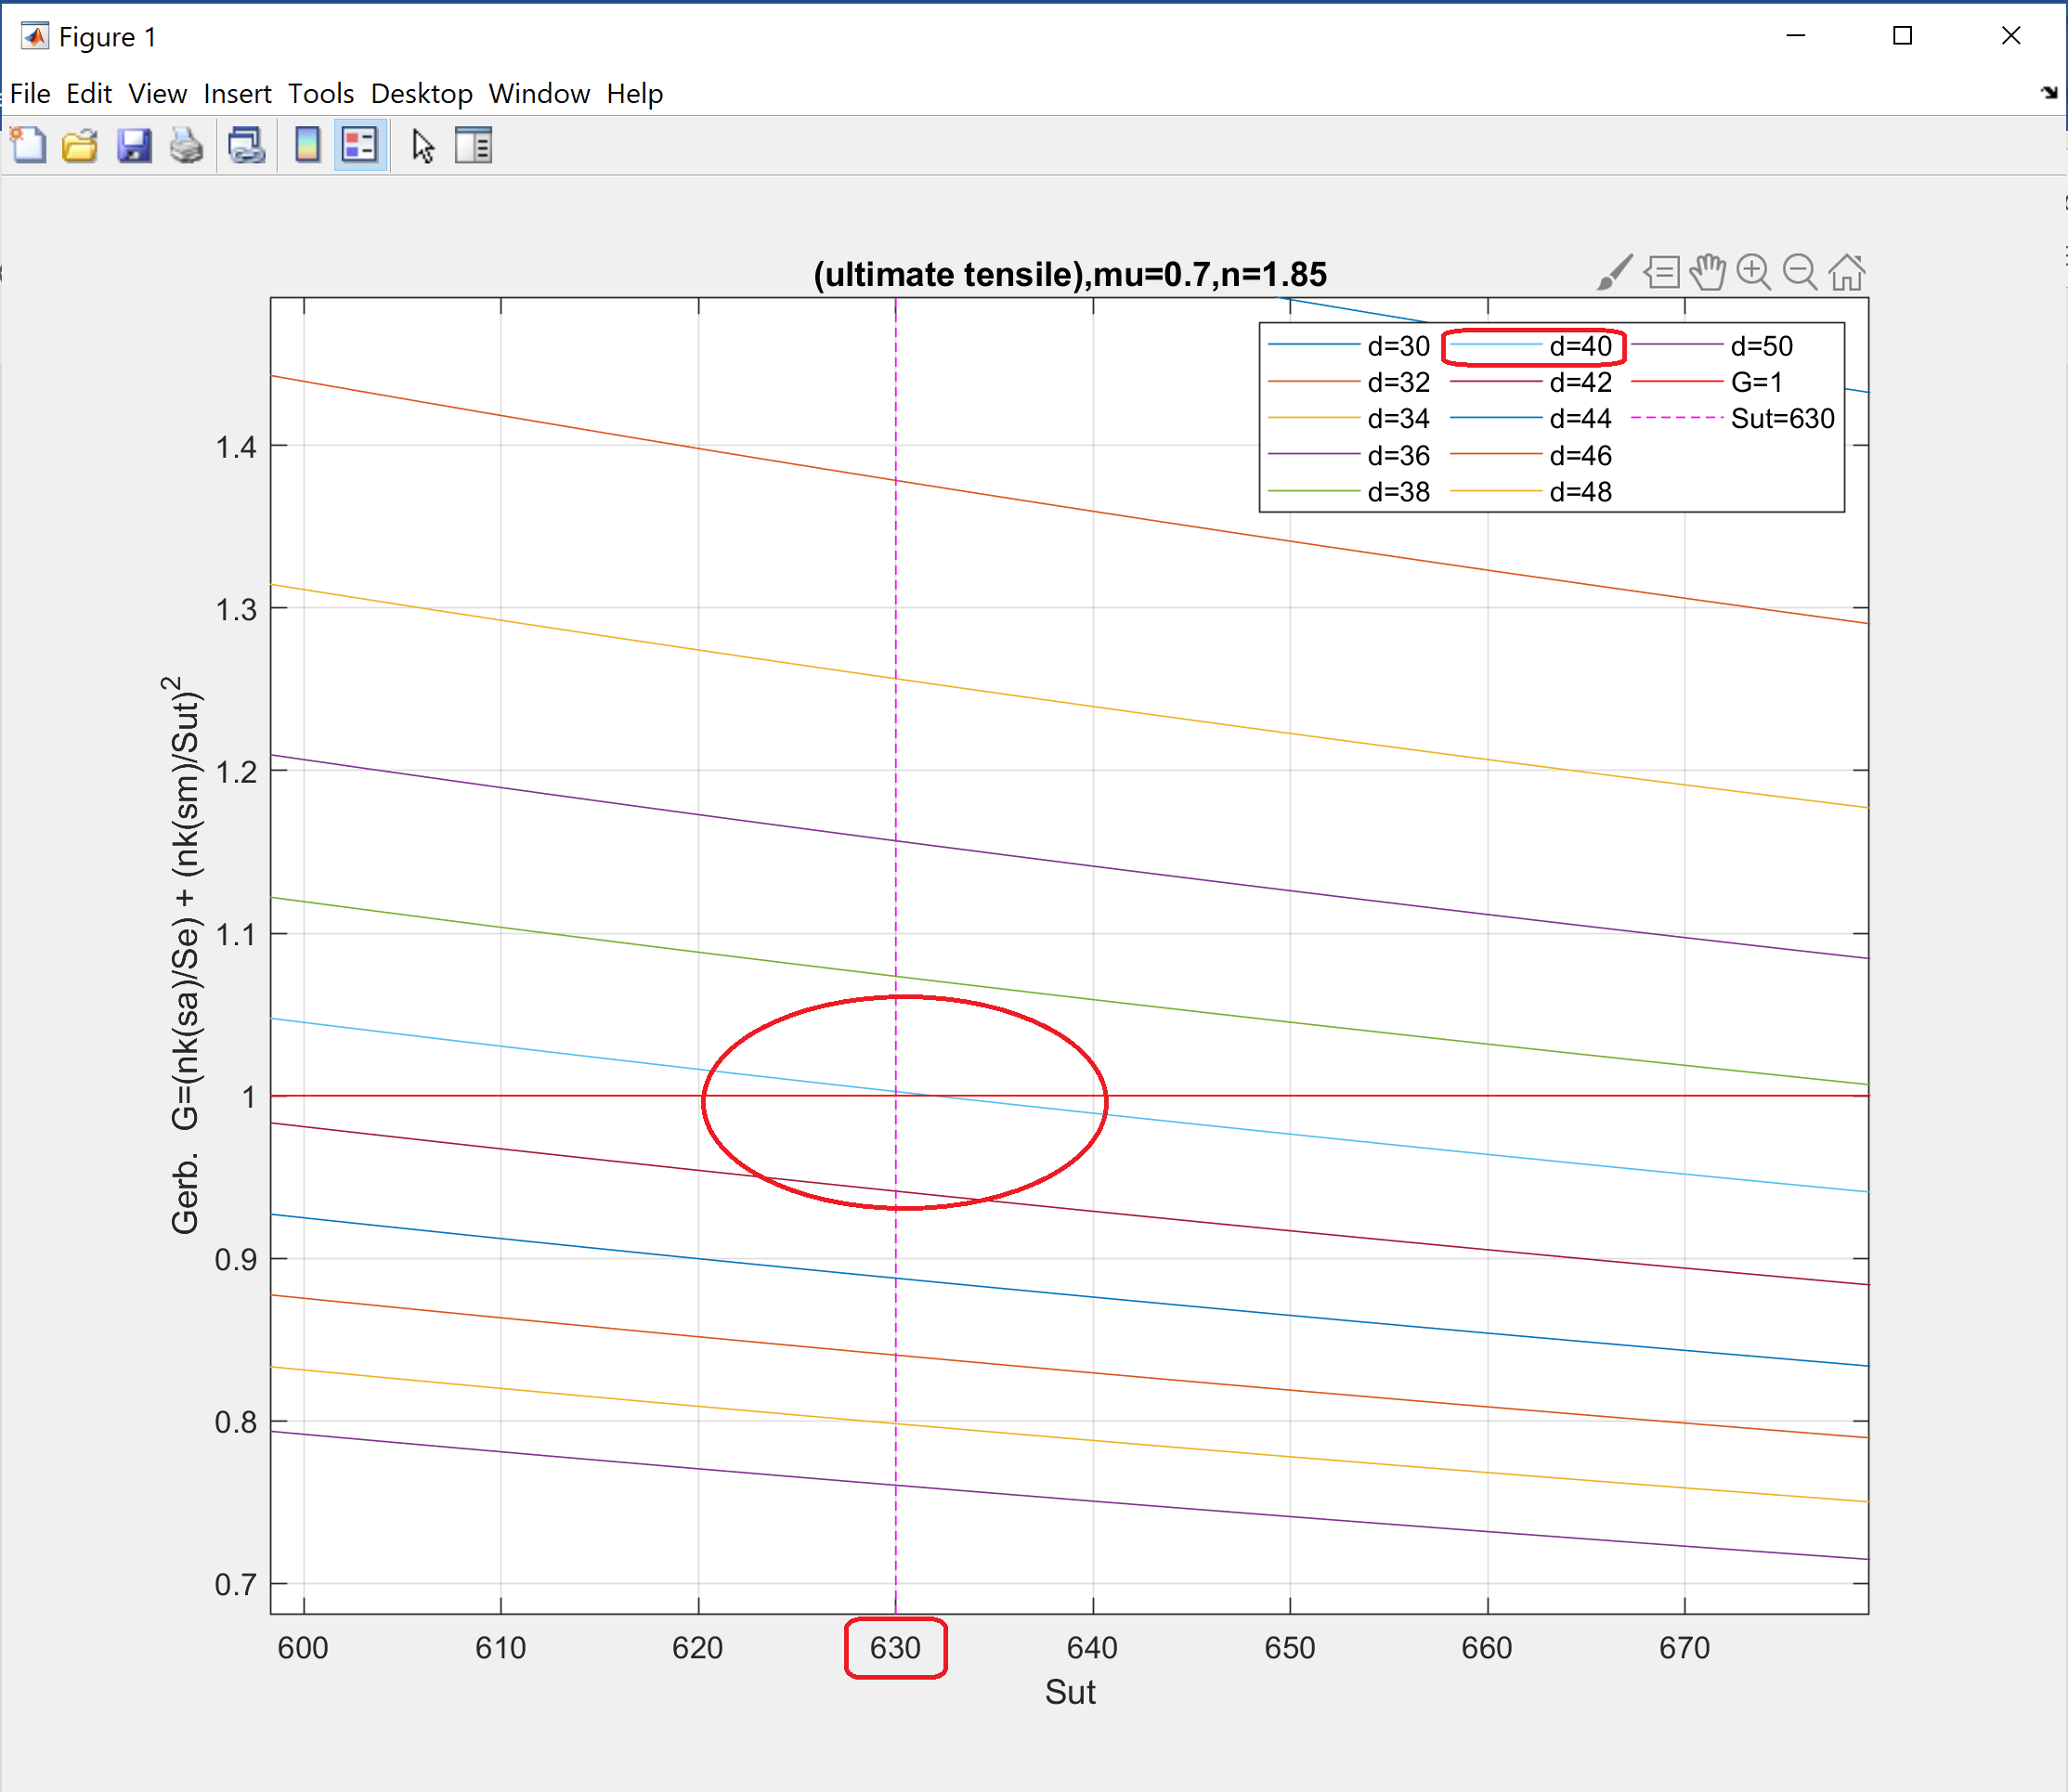 Figure 1
File Edit View Insert Tools Desktop Window Help
(ultimate tensile),mu=0.7,n=1.85
d=30 d=40 d=50
d=32 d=42 G=1
d=34 d=44 Sut=630
d=36 d=46
d=38 d=48
Gerb. G=(nk(sa)/Se) + (nk(sm)/Sut)²
1.4
1.3
1.2
1.1
1
0.9
0.8
0.7
600 610 620 630 640 650 660 670
Sut